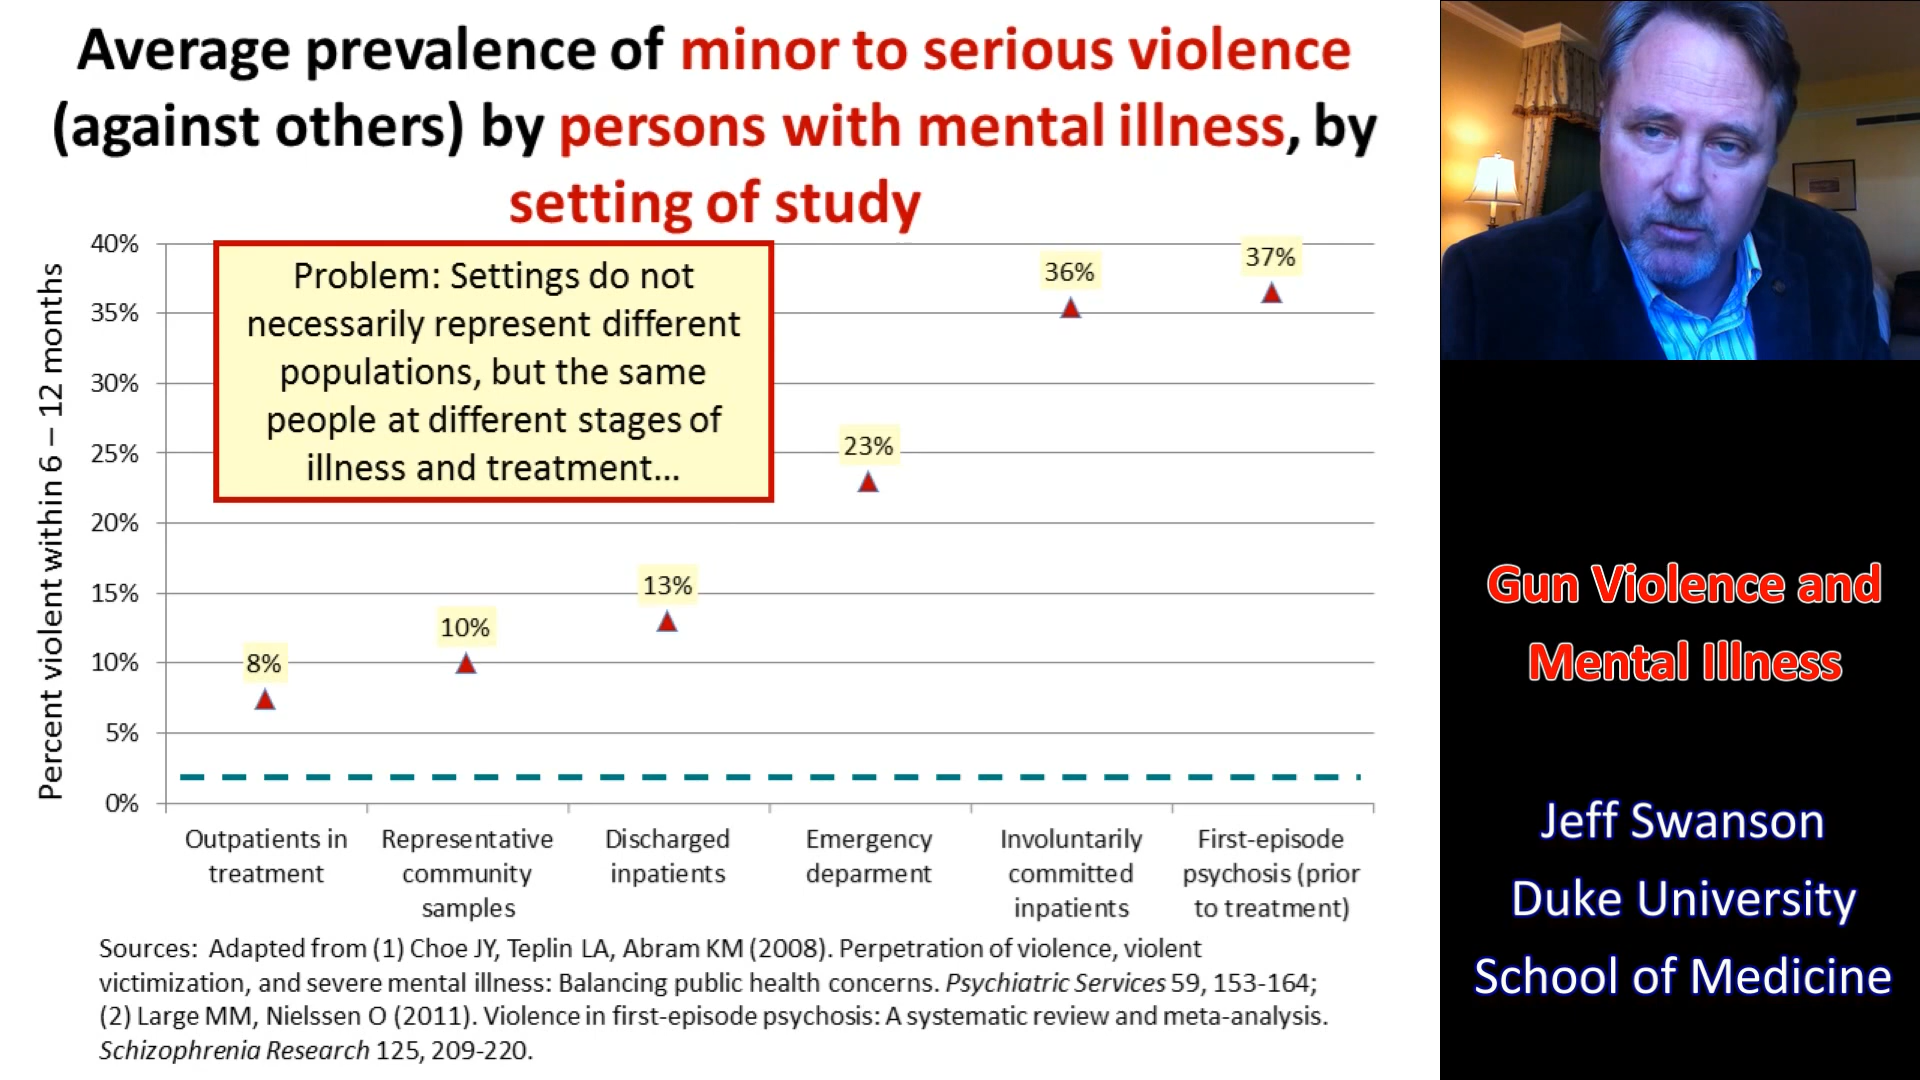 Average prevalence of minor to serious violence
(against others) by persons with mental illness, by
setting of study
Percent violent within 6 – 12 months
40%
35%
30%
25%
20%
15%
10%
5%
0%
Problem: Settings do not
necessarily represent different
populations, but the same
people at different stages of
illness and treatment...
8%
10%
13%
23%
36%
37%
Outpatients in
treatment
Representative
community
samples
Discharged
inpatients
Emergency
deparment
Involuntarily
committed
inpatients
First-episode
psychosis (prior
to treatment)
Sources: Adapted from (1) Choe JY, Teplin LA, Abram KM (2008). Perpetration of violence, violent
victimization, and severe mental illness: Balancing public health concerns. Psychiatric Services 59, 153-164;
(2) Large MM, Nielssen O (2011). Violence in first-episode psychosis: A systematic review and meta-analysis.
Schizophrenia Research 125, 209-220.
Gun Violence and
Mental Illness
Jeff Swanson
Duke University
School of Medicine